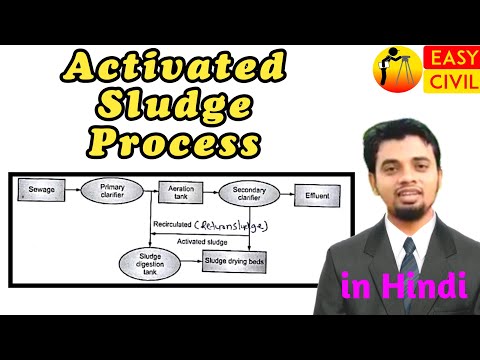 Activated
Sludge
Process
EASY
CIVIL
Sewage
Primary
clarifier
Aeration
tank
Secondary
clarifier
Effluent
Recirculated (Return sludge)
Activated sludge
Sludge
digestion
tank
Sludge drying beds
in Hindi